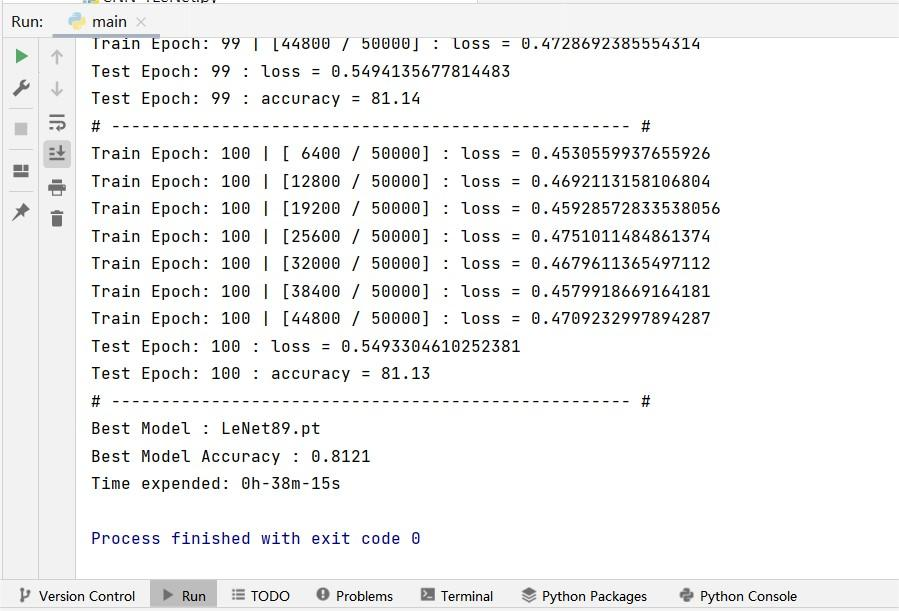 Run: main
Train Epoch: 99 | [44800 / 50000] : loss = 0.4728692385554314
Test Epoch: 99 : loss = 0.5494135677814483
Test Epoch: 99 : accuracy = 81.14
# ---------------------------------------------------- #
Train Epoch: 100 | [ 6400 / 50000] : loss = 0.4530559937655926
Train Epoch: 100 | [12800 / 50000] : loss = 0.4692113158106804
Train Epoch: 100 | [19200 / 50000] : loss = 0.45928572833538056
Train Epoch: 100 | [25600 / 50000] : loss = 0.4751011484861374
Train Epoch: 100 | [32000 / 50000] : loss = 0.4679611365497112
Train Epoch: 100 | [38400 / 50000] : loss = 0.4579918669164181
Train Epoch: 100 | [44800 / 50000] : loss = 0.4709232997894287
Test Epoch: 100 : loss = 0.5493304610252381
Test Epoch: 100 : accuracy = 81.13
# ---------------------------------------------------- #
Best Model : LeNet89.pt
Best Model Accuracy : 0.8121
Time expended: 0h-38m-15s
Process finished with exit code 0
Version Control Run TODO Problems Terminal Python Packages Python Console